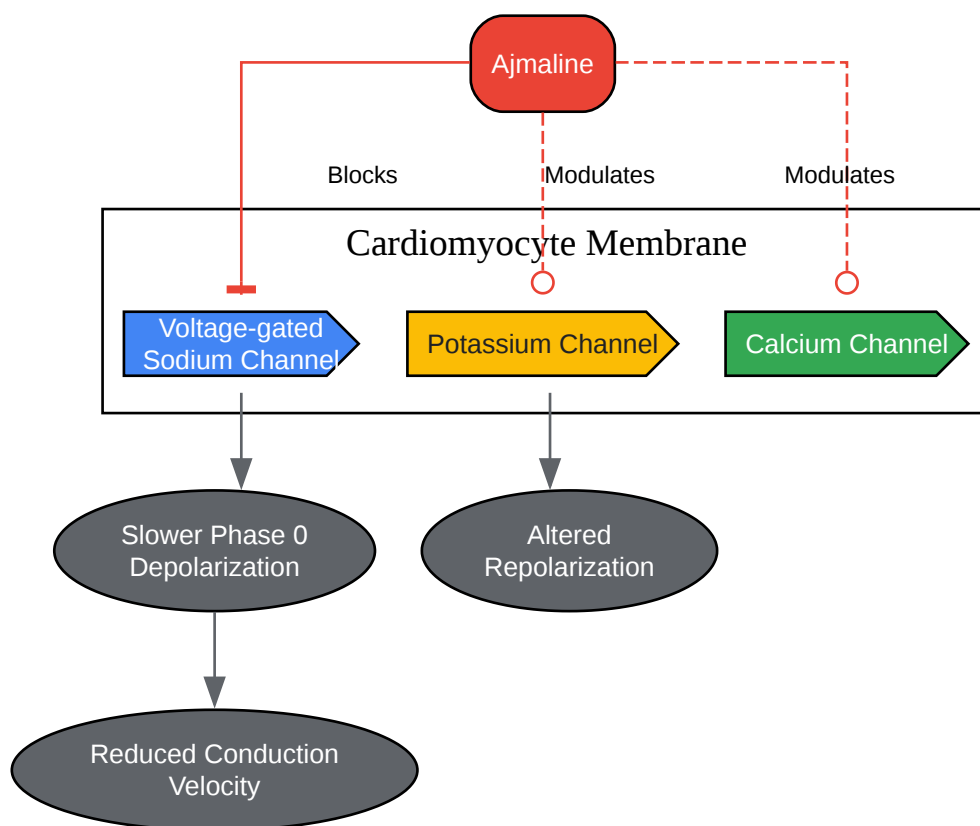 Ajmaline
Blocks
Modulates
Modulates
Cardiomyocyte Membrane
Voltage-gated
Sodium Channel
Potassium Channel
Calcium Channel
Slower Phase 0
Depolarization
Altered
Repolarization
Reduced Conduction
Velocity